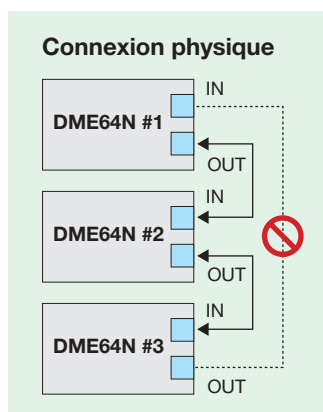 Connexion physique
IN
DME64N #1
OUT
IN
DME64N #2
OUT
IN
DME64N #3
OUT